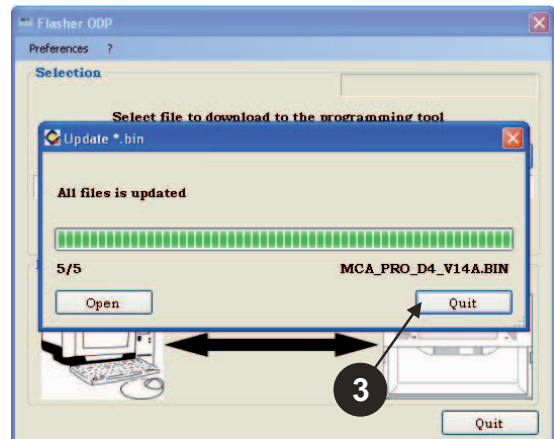 Flasher ODP
Preferences ?
Selection
Select file to download to the programming tool
Update *.bin
All files is updated
5/5 MCA_PRO_D4_V14A.BIN
Open Quit
3
Quit